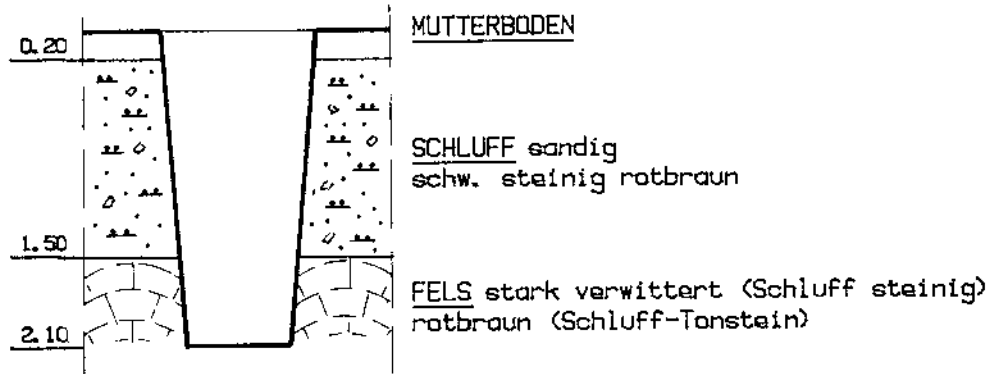 MUTTERBODEN
0.20
SCHLUFF sandig
schw. steinig rotbraun
1.50
FELS stark verwittert (Schluff steinig)
rotbraun (Schluff-Tonstein)
2.10